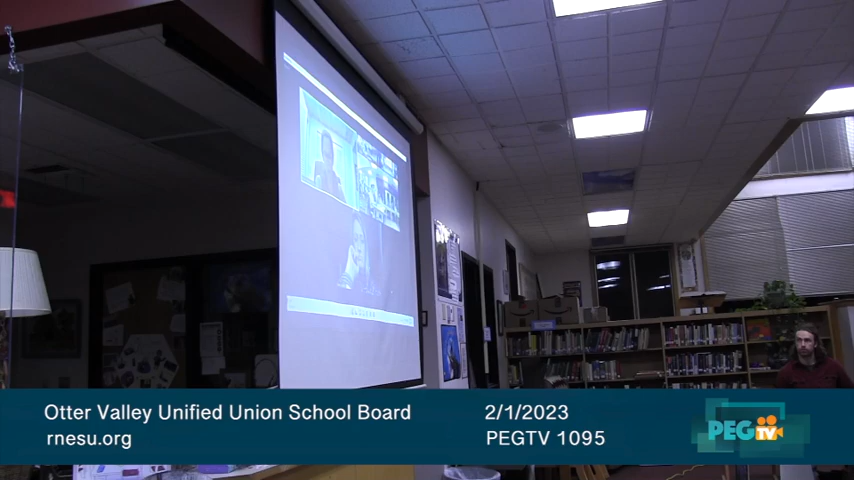 Otter Valley Unified Union School Board
2/1/2023
rnesu.org
PEGTV 1095
PEG TV